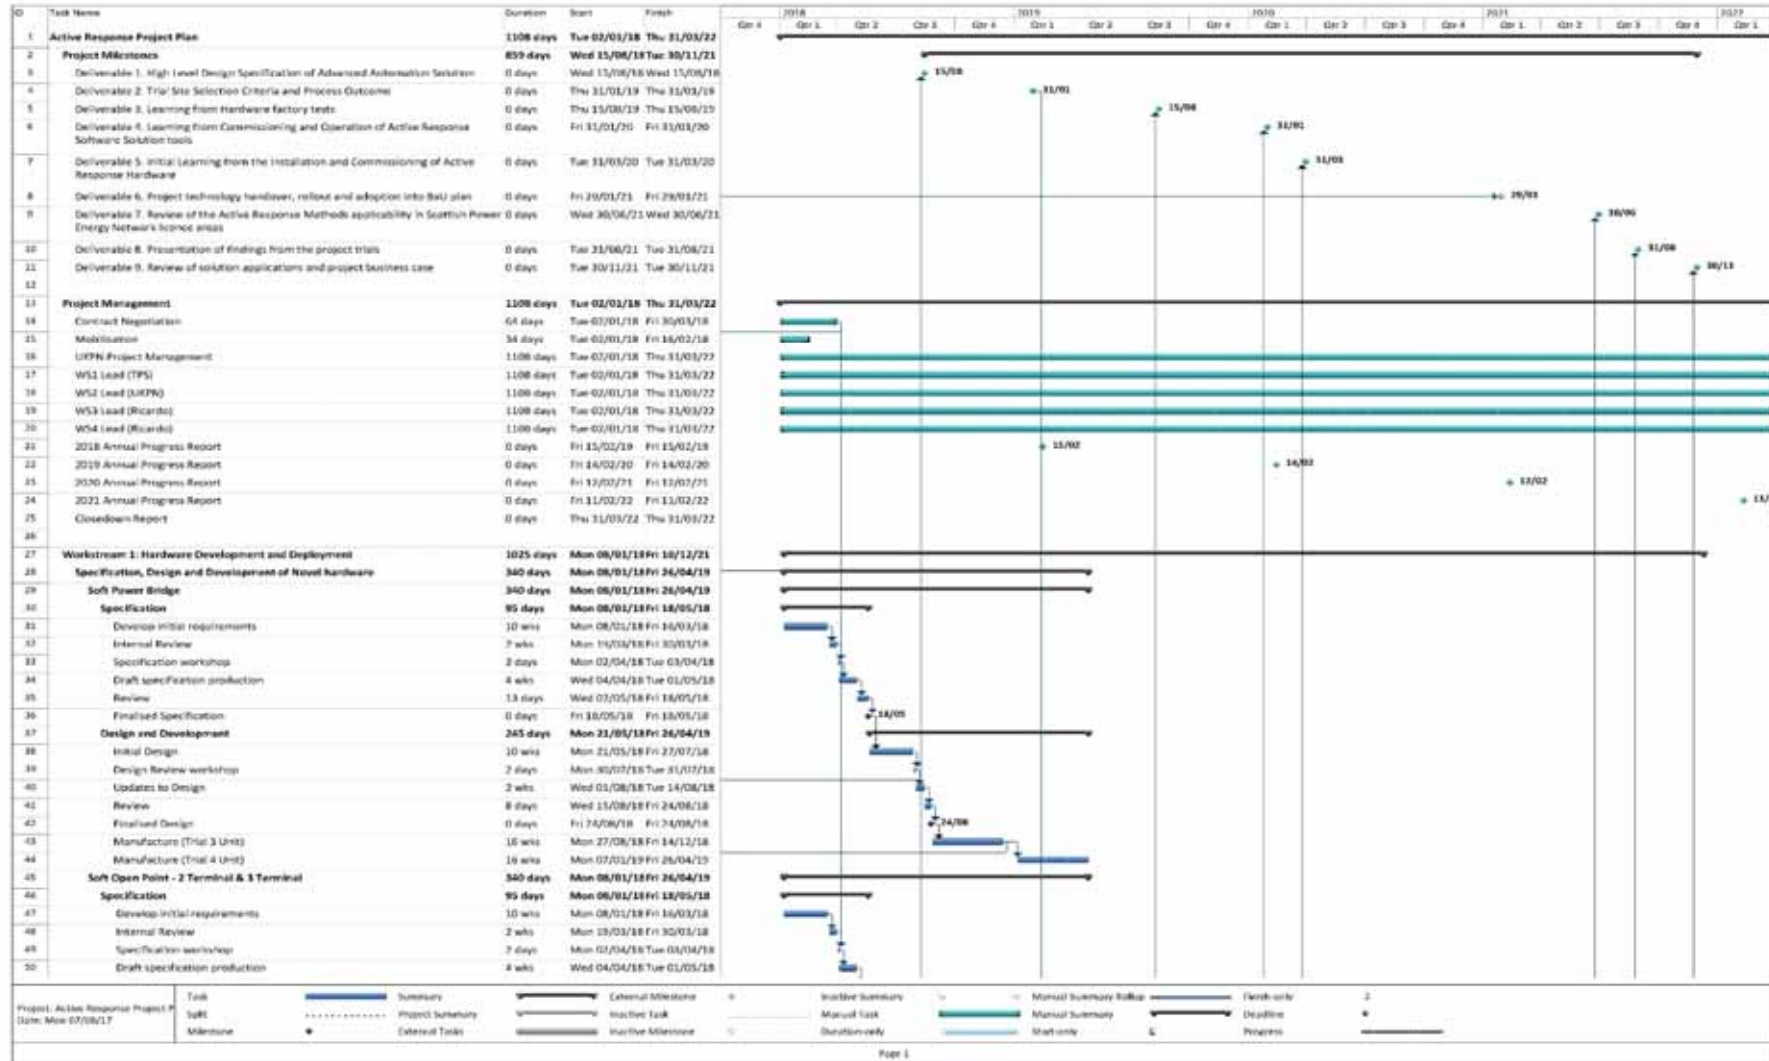 ID Task Name Duration Start Finish
2018 2019 2020 2021 2022
Qtr 4 Qtr 1 Qtr 2 Qtr 3 Qtr 4 Qtr 1 Qtr 2 Qtr 3 Qtr 4 Qtr 1 Qtr 2 Qtr 3 Qtr 4 Qtr 1 Qtr 2 Qtr 3 Qtr 4 Qtr 1
1 Active Response Project Plan 1108 days Tue 02/01/18 Thu 31/03/22
2 Project Milestones 859 days Wed 15/08/18 Tue 30/11/21
3 Deliverable 1. High Level Design Specification of Advanced Automation Solution 0 days Wed 15/08/18 Wed 15/08/18 15/08
4 Deliverable 2. Trial Site Selection Criteria and Process Outcome 0 days Thu 31/01/19 Thu 31/01/19 31/01
5 Deliverable 3. Learning from Hardware factory tests 0 days Thu 15/08/19 Thu 15/08/19 15/08
6 Deliverable 4. Learning from Commissioning and Operation of Active Response 0 days Fri 31/01/20 Fri 31/01/20 31/01
Software Solution tools
7 Deliverable 5. Initial Learning from the Installation and Commissioning of Active 0 days Tue 31/03/20 Tue 31/03/20 31/03
Response Hardware
8 Deliverable 6. Project technology handover, rollout and adoption into BaU plan 0 days Fri 29/01/21 Fri 29/01/21 29/01
9 Deliverable 7. Review of the Active Response Methods applicability in Scottish Power 0 days Wed 30/06/21 Wed 30/06/21 30/06
Energy Network licence areas
10 Deliverable 8. Presentation of findings from the project trials 0 days Tue 31/08/21 Tue 31/08/21 31/08
11 Deliverable 9. Review of solution applications and project business case 0 days Tue 30/11/21 Tue 30/11/21 30/11
12
13 Project Management 1108 days Tue 02/01/18 Thu 31/03/22
14 Contract Negotiation 64 days Tue 02/01/18 Fri 30/03/18
15 Mobilisation 34 days Tue 02/01/18 Fri 16/02/18
16 UKPN Project Management 1108 days Tue 02/01/18 Thu 31/03/22
17 WS1 Lead (TPS) 1108 days Tue 02/01/18 Thu 31/03/22
18 WS2 Lead (UKPN) 1108 days Tue 02/01/18 Thu 31/03/22
19 WS3 Lead (Ricardo) 1108 days Tue 02/01/18 Thu 31/03/22
20 WS4 Lead (Ricardo) 1108 days Tue 02/01/18 Thu 31/03/22
21 2018 Annual Progress Report 0 days Fri 15/02/19 Fri 15/02/19 15/02
22 2019 Annual Progress Report 0 days Fri 14/02/20 Fri 14/02/20 14/02
23 2020 Annual Progress Report 0 days Fri 12/02/21 Fri 12/02/21 12/02
24 2021 Annual Progress Report 0 days Fri 11/02/22 Fri 11/02/22
25 Closedown Report 0 days Thu 31/03/22 Thu 31/03/22
26
27 Workstream 1: Hardware Development and Deployment 1025 days Mon 08/01/18 Fri 10/12/21
28 Specification, Design and Development of Novel hardware 340 days Mon 08/01/18 Fri 26/04/19
29 Soft Power Bridge 340 days Mon 08/01/18 Fri 26/04/19
30 Specification 95 days Mon 08/01/18 Fri 18/05/18
31 Develop initial requirements 10 wks Mon 08/01/18 Fri 16/03/18
32 Internal Review 2 wks Mon 19/03/18 Fri 30/03/18
33 Specification workshop 2 days Mon 02/04/18 Tue 03/04/18
34 Draft specification production 4 wks Wed 04/04/18 Tue 01/05/18
35 Review 13 days Wed 02/05/18 Fri 18/05/18
36 Finalised Specification 0 days Fri 18/05/18 Fri 18/05/18 18/05
37 Design and Development 245 days Mon 21/05/18 Fri 26/04/19
38 Initial Design 10 wks Mon 21/05/18 Fri 27/07/18
39 Design Review workshop 2 days Mon 30/07/18 Tue 31/07/18
40 Updates to Design 2 wks Wed 01/08/18 Tue 14/08/18
41 Review 8 days Wed 15/08/18 Fri 24/08/18
42 Finalised Design 0 days Fri 24/08/18 Fri 24/08/18 24/08
43 Manufacture (Trial 3 Unit) 16 wks Mon 27/08/18 Fri 14/12/18
44 Manufacture (Trial 4 Unit) 16 wks Mon 07/01/19 Fri 26/04/19
45 Soft Open Point - 2 Terminal & 3 Terminal 340 days Mon 08/01/18 Fri 26/04/19
46 Specification 95 days Mon 08/01/18 Fri 18/05/18
47 Develop initial requirements 10 wks Mon 08/01/18 Fri 16/03/18
48 Internal Review 2 wks Mon 19/03/18 Fri 30/03/18
49 Specification workshop 2 days Mon 02/04/18 Tue 03/04/18
50 Draft specification production 4 wks Wed 04/04/18 Tue 01/05/18
Project: Active Response Project P
Date: Mon 07/08/17
Task Summary External Milestone Inactive Summary Manual Summary Rollup Finish-only
Split Project Summary Inactive Task Manual Task Manual Summary Deadline
Milestone External Tasks Inactive Milestone Duration-only Start-only Progress
Page 1